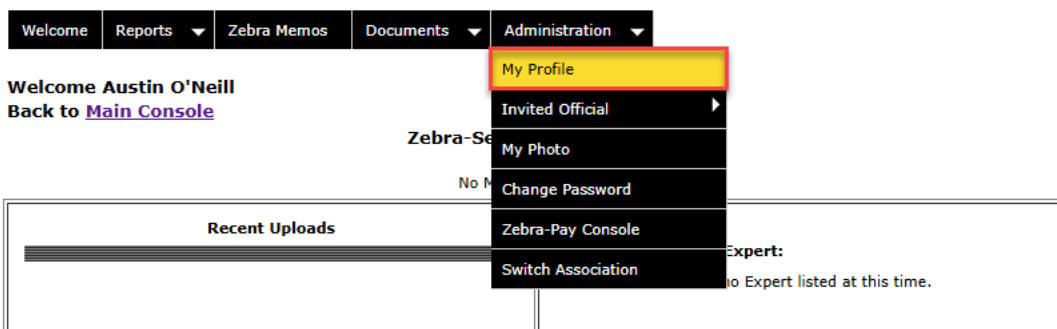 Welcome Reports Zebra Memos Documents Administration
My Profile
Welcome Austin O'Neill
Invited Official
Back to Main Console
Zebra-Se
My Photo
No
Change Password
Recent Uploads
Zebra-Pay Console
Expert:
Switch Association
no Expert listed at this time.